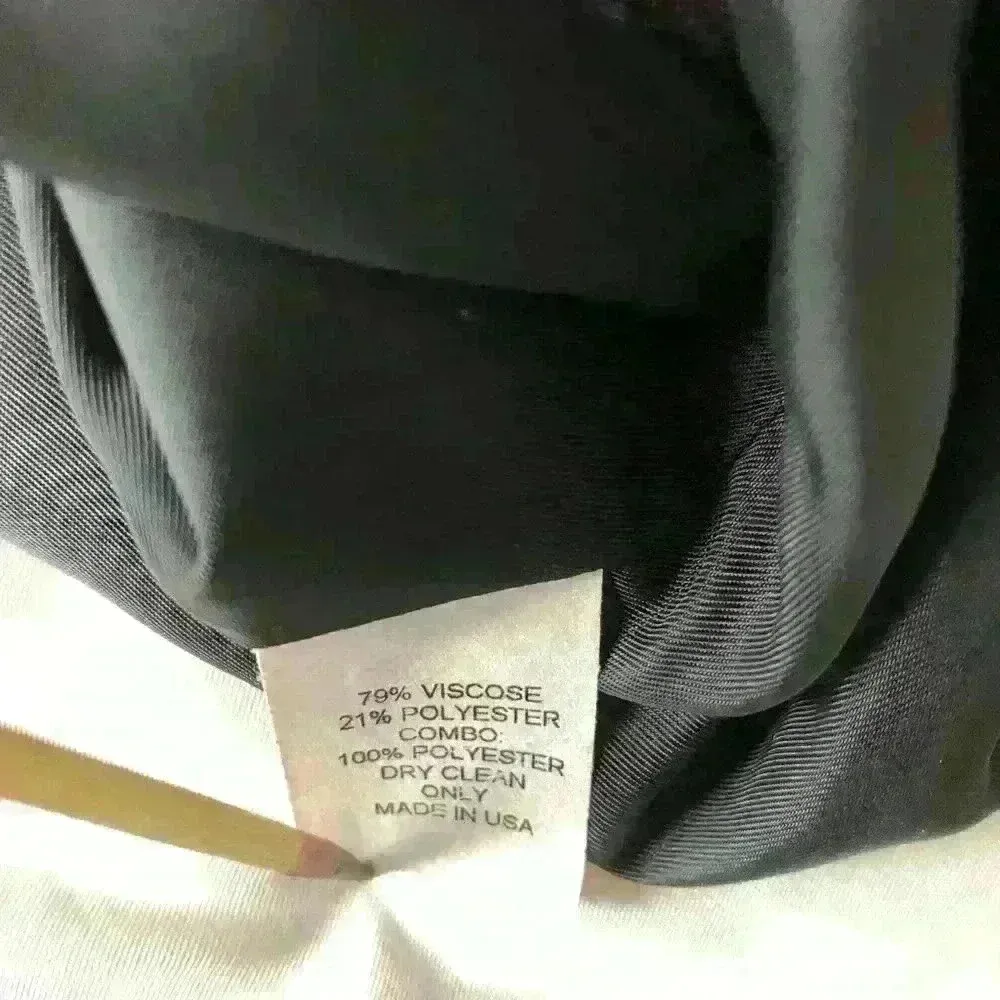 79% VISCOSE
21% POLYESTER
COMBO:
100% POLYESTER
DRY CLEAN
ONLY
MADE IN USA